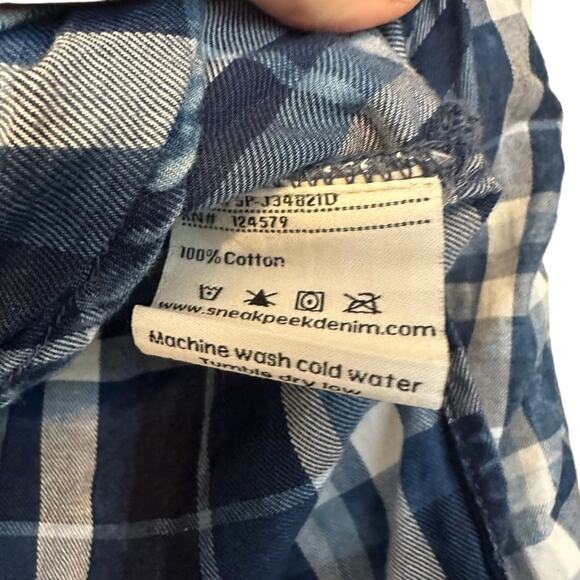 SP-J34821D
RN# 124579
100% Cotton
www.sneakpeekdenim.com
Machine wash cold water
Tumble dry low